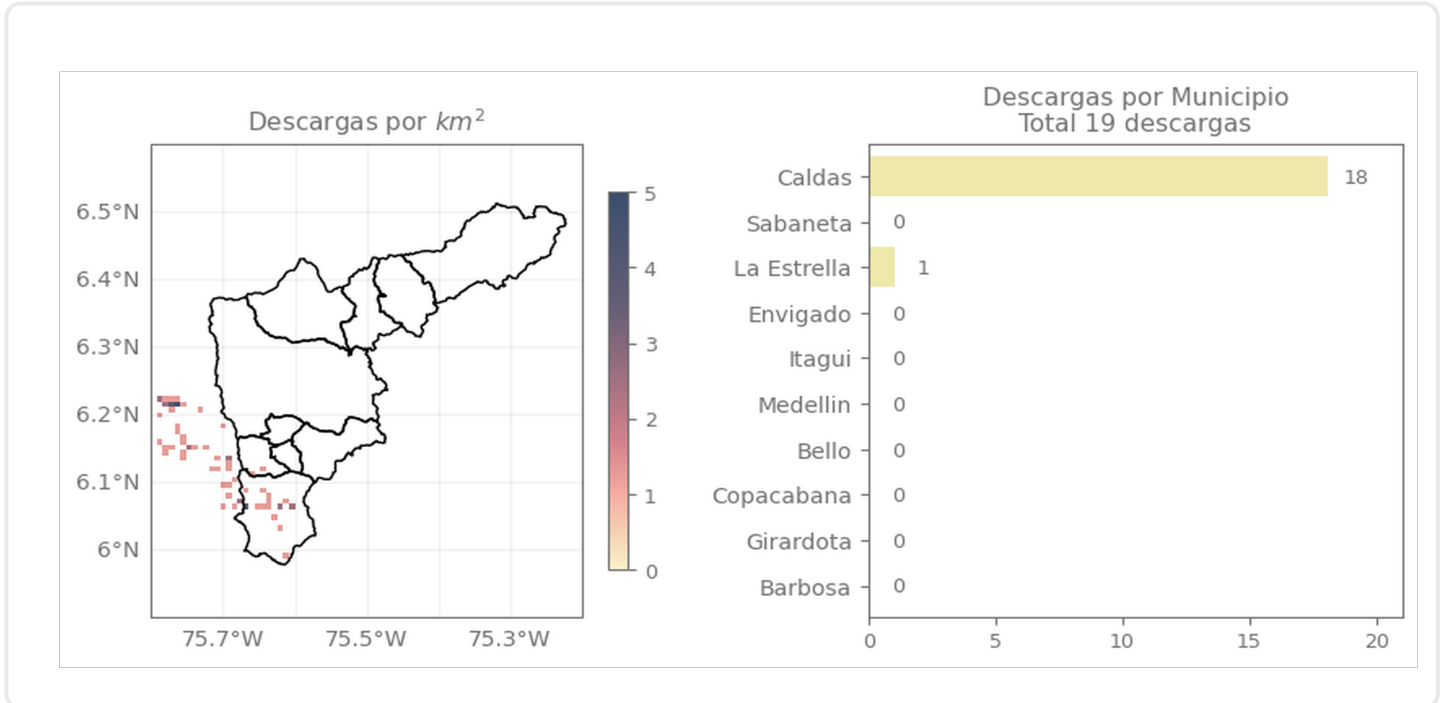 Descargas por km²
6.5°N
6.4°N
6.3°N
6.2°N
6.1°N
6°N
75.7°W 75.5°W 75.3°W
5
4
3
2
1
0
Descargas por Municipio
Total 19 descargas
Caldas 18
Sabaneta 0
La Estrella 1
Envigado 0
Itagui 0
Medellin 0
Bello 0
Copacabana 0
Girardota 0
Barbosa 0
0 5 10 15 20